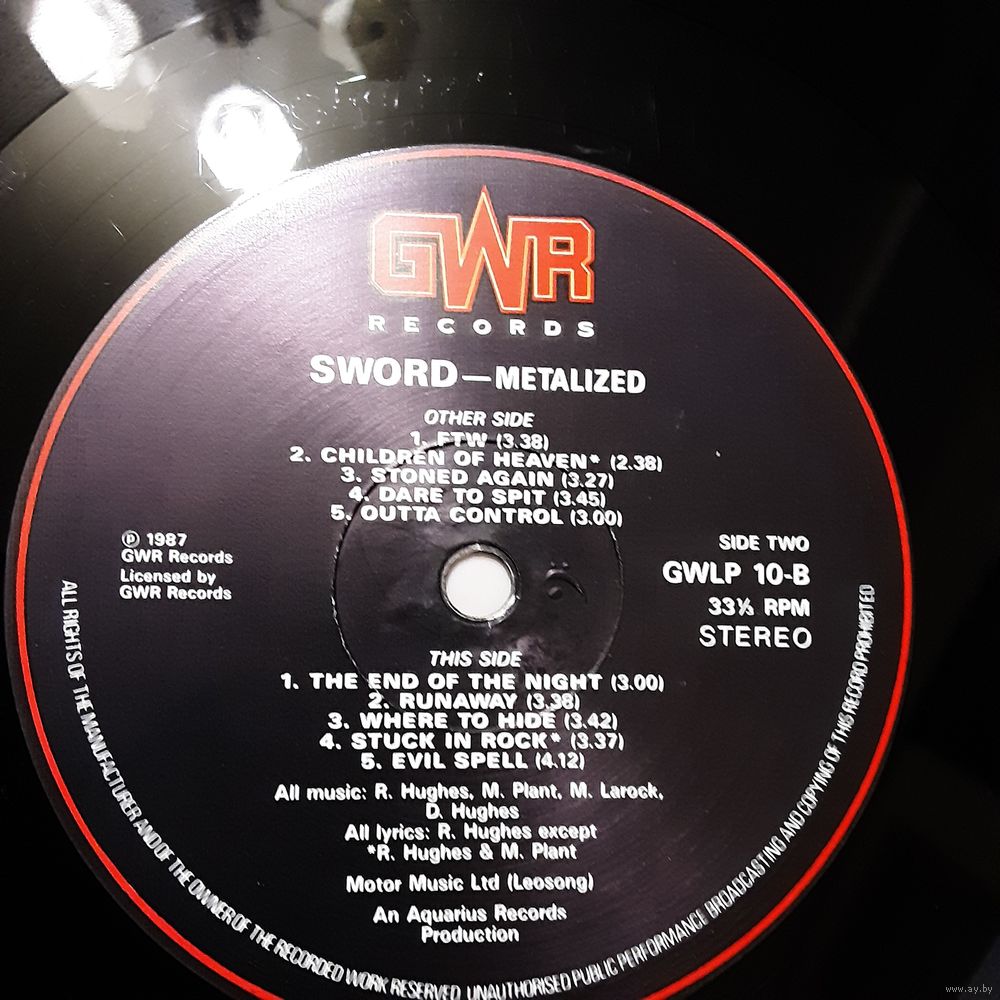 GWR
RECORDS
SWORD—METALIZED
OTHER SIDE
1. FTW (3.38)
2. CHILDREN OF HEAVEN* (2.38)
3. STONED AGAIN (3.27)
4. DARE TO SPIT (3.45)
5. OUTTA CONTROL (3.00)
℗ 1987
GWR Records
Licensed by
GWR Records
SIDE TWO
GWLP 10-B
33⅓ RPM
STEREO
THIS SIDE
1. THE END OF THE NIGHT (3.00)
2. RUNAWAY (3.38)
3. WHERE TO HIDE (3.42)
4. STUCK IN ROCK* (3.37)
5. EVIL SPELL (4.12)
All music: R. Hughes, M. Plant, M. Larock,
D. Hughes
All lyrics: R. Hughes except
*R. Hughes & M. Plant
Motor Music Ltd (Leosong)
An Aquarius Records
Production
ALL RIGHTS OF THE MANUFACTURER AND OF THE OWNER OF THE RECORDED WORK RESERVED. UNAUTHORISED PUBLIC PERFORMANCE BROADCASTING AND COPYING OF THIS RECORD PROHIBITED
www.ay.by